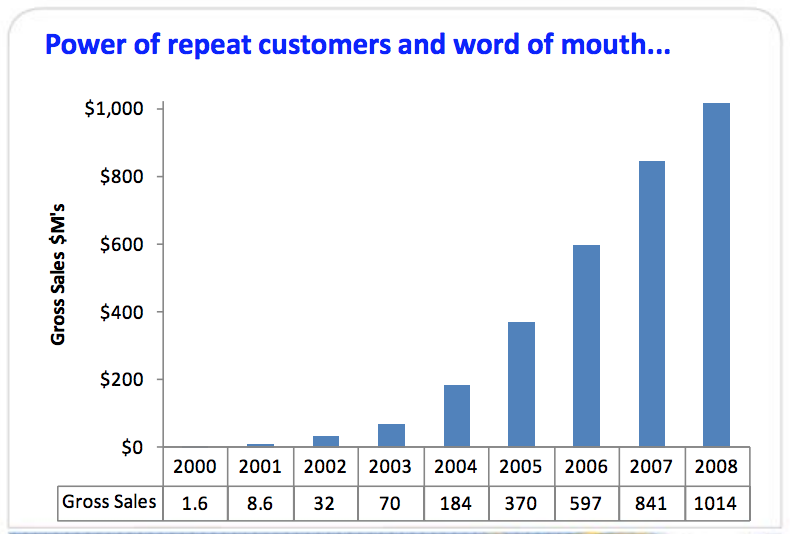 Power of repeat customers and word of mouth...
$1,000
$800
$600
$400
$200
$0
Gross Sales $M's
2000 2001 2002 2003 2004 2005 2006 2007 2008
Gross Sales 1.6 8.6 32 70 184 370 597 841 1014